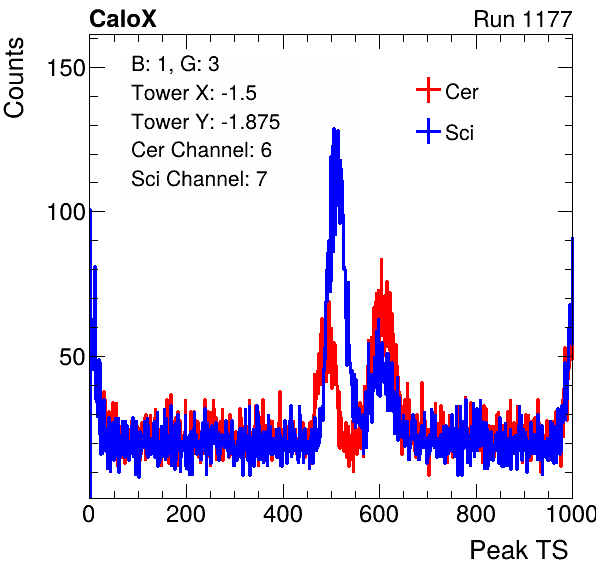 CaloX Run 1177
Counts
150
100
50
B: 1, G: 3
Tower X: -1.5
Tower Y: -1.875
Cer Channel: 6
Sci Channel: 7
Cer
Sci
0 200 400 600 800 1000
Peak TS